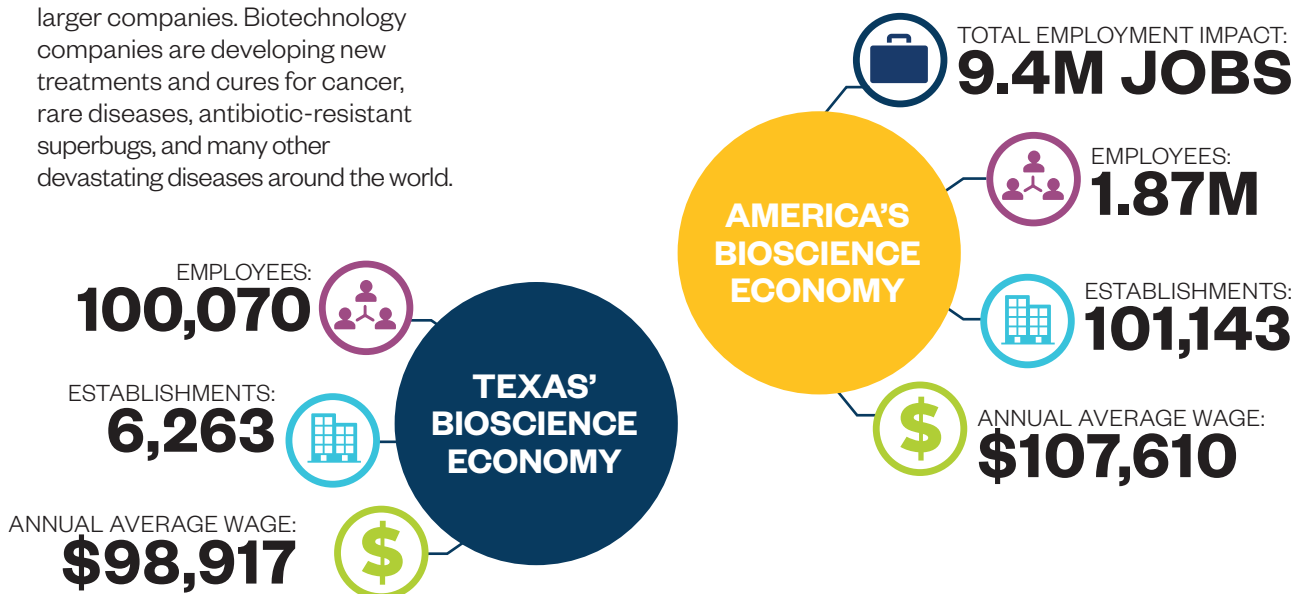 larger companies. Biotechnology
companies are developing new
treatments and cures for cancer,
rare diseases, antibiotic-resistant
superbugs, and many other
devastating diseases around the world.
TOTAL EMPLOYMENT IMPACT:
9.4M JOBS
EMPLOYEES:
1.87M
AMERICA'S
BIOSCIENCE
ECONOMY
ESTABLISHMENTS:
101,143
ANNUAL AVERAGE WAGE:
$107,610
EMPLOYEES:
100,070
ESTABLISHMENTS:
6,263
TEXAS'
BIOSCIENCE
ECONOMY
ANNUAL AVERAGE WAGE:
$98,917